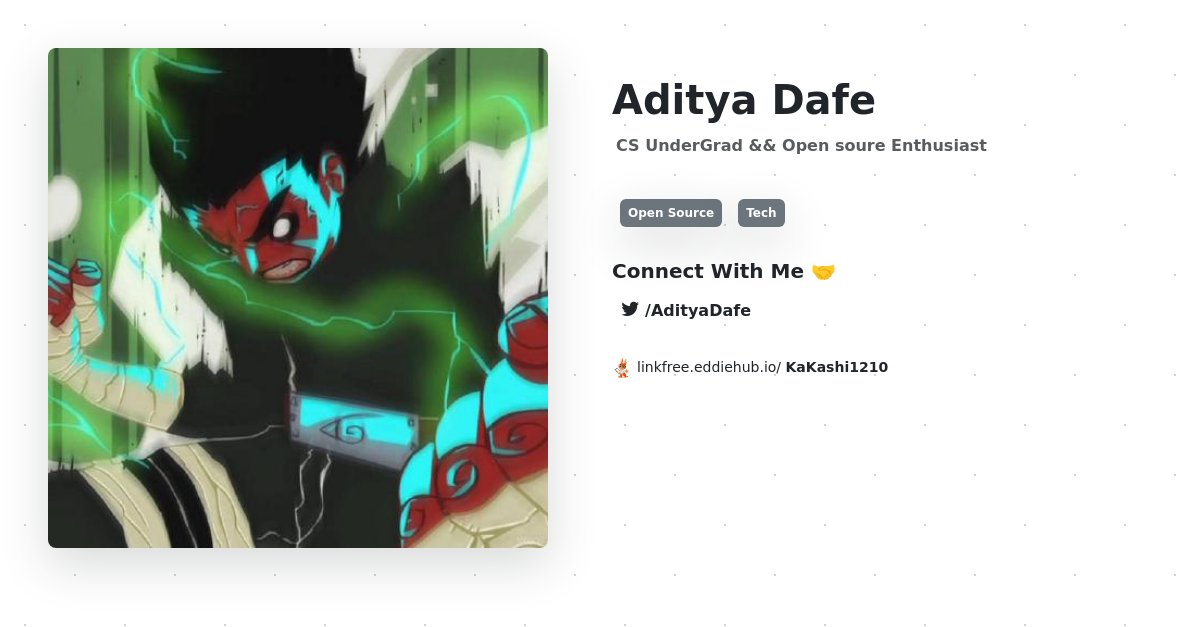 Aditya Dafe
CS UnderGrad && Open soure Enthusiast
Open Source Tech
Connect With Me 🤝
/AdityaDafe
linkfree.eddiehub.io/ KaKashi1210